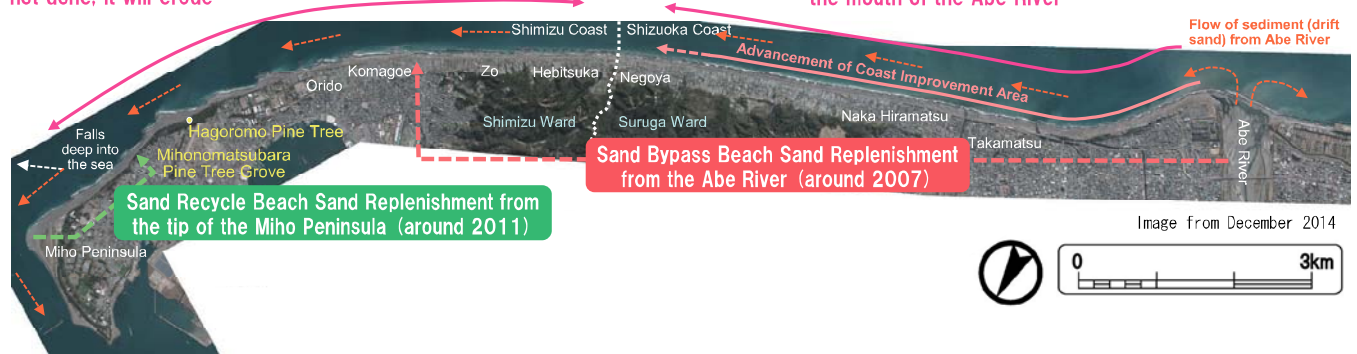 not done, it will erode
the mouth of the Abe River
Flow of sediment (drift
sand) from Abe River
Shimizu Coast
Shizuoka Coast
Advancement of Coast Improvement Area
Komagoe
Zo
Hebitsuka
Negoya
Orido
Naka Hiramatsu
Takamatsu
Abe River
Shimizu Ward
Suruga Ward
Falls
deep into
the sea
Hagoromo Pine Tree
Mihonomatsubara
Pine Tree Grove
Sand Bypass Beach Sand Replenishment
from the Abe River (around 2007)
Sand Recycle Beach Sand Replenishment from
the tip of the Miho Peninsula (around 2011)
Miho Peninsula
Image from December 2014
0 3km